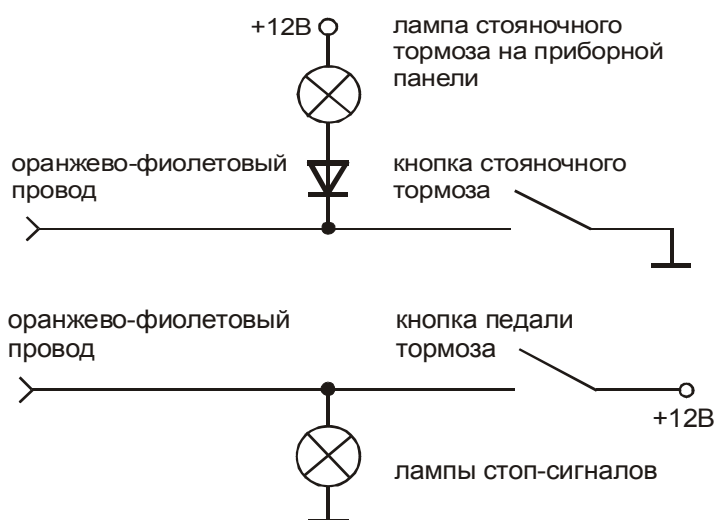 +12В
лампа стояночного
тормоза на приборной
панели
оранжево-фиолетовый
провод
кнопка стояночного
тормоза
оранжево-фиолетовый
провод
кнопка педали
тормоза
+12В
лампы стоп-сигналов